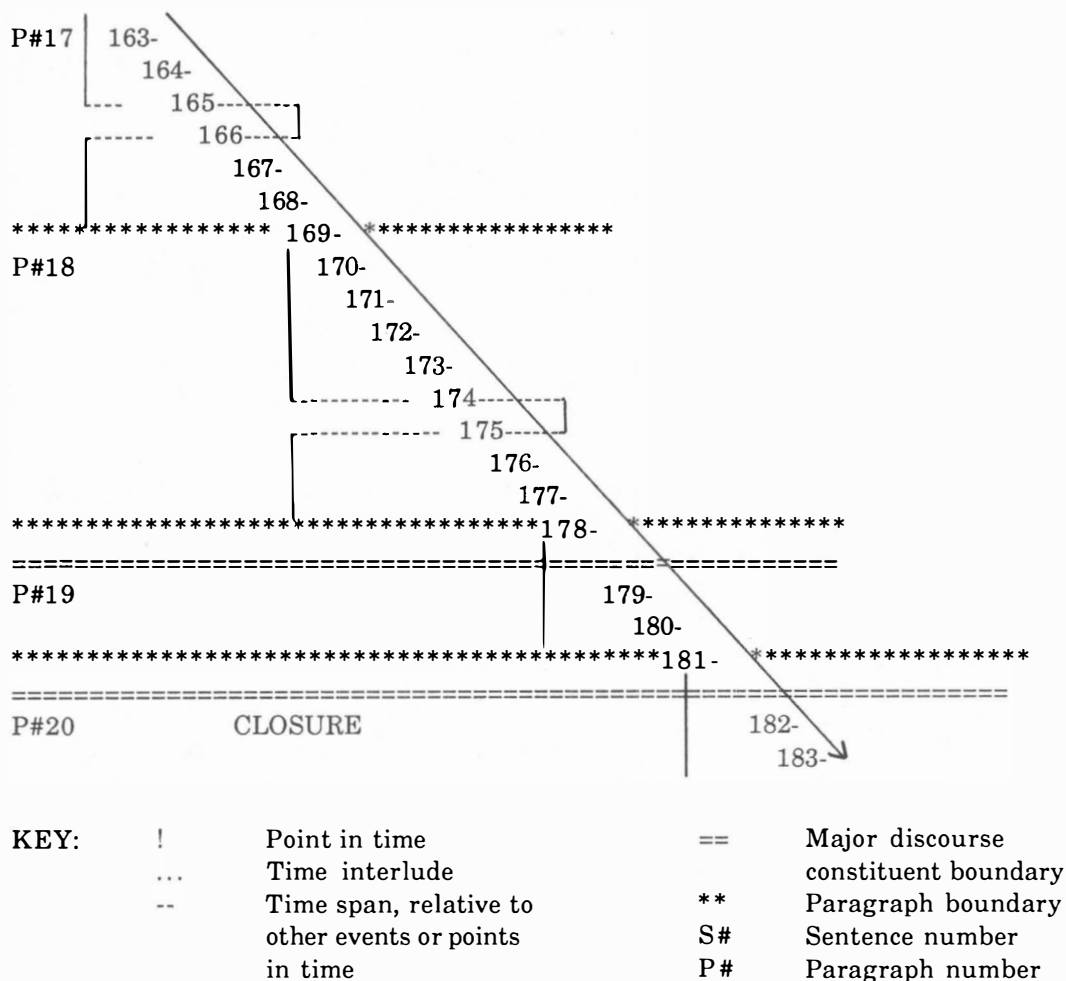 P#17 163-
164-
165-
166-
167-
168-
169-
P#18
170-
171-
172-
173-
174-
175-
176-
177-
178-
P#19 179-
180-
181-
P#20 CLOSURE 182-
183-
KEY: ! Point in time == Major discourse
... Time interlude constituent boundary
-- Time span, relative to ** Paragraph boundary
other events or points S# Sentence number
in time P# Paragraph number